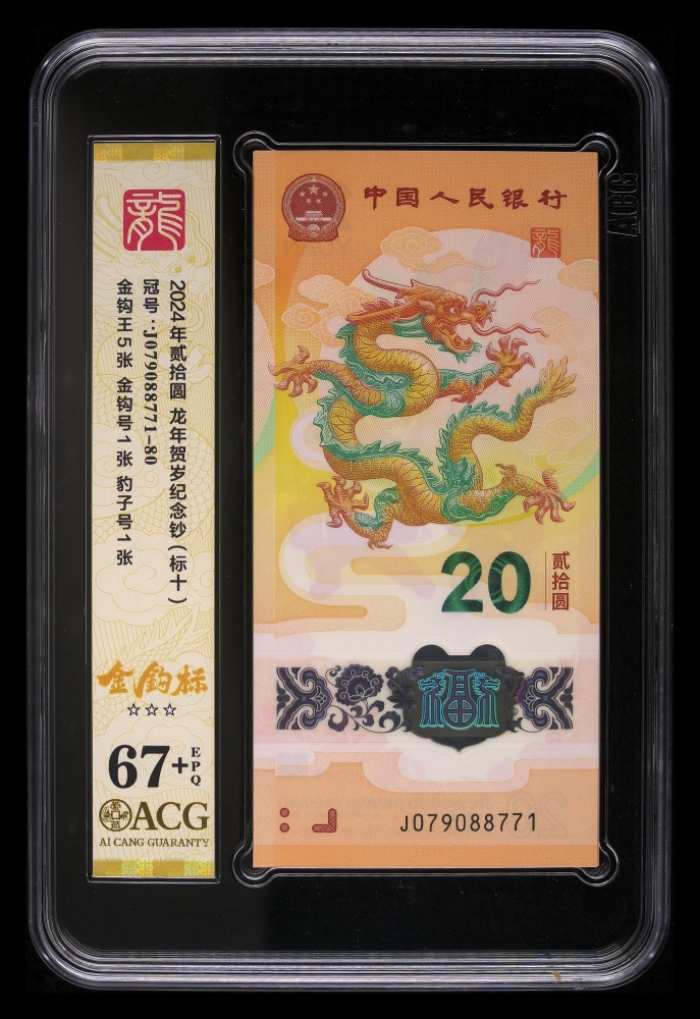 龍
2024年贰拾圆 龙年贺岁纪念钞（标十）
冠号：J079088771-80
金钩王5张 金钩号1张 豹子号1张
金钩标
☆☆☆
67+ EPQ
ACG
AI CANG GUARANTY
中国人民银行
龍
20 贰拾圆
福
J079088771
ACG